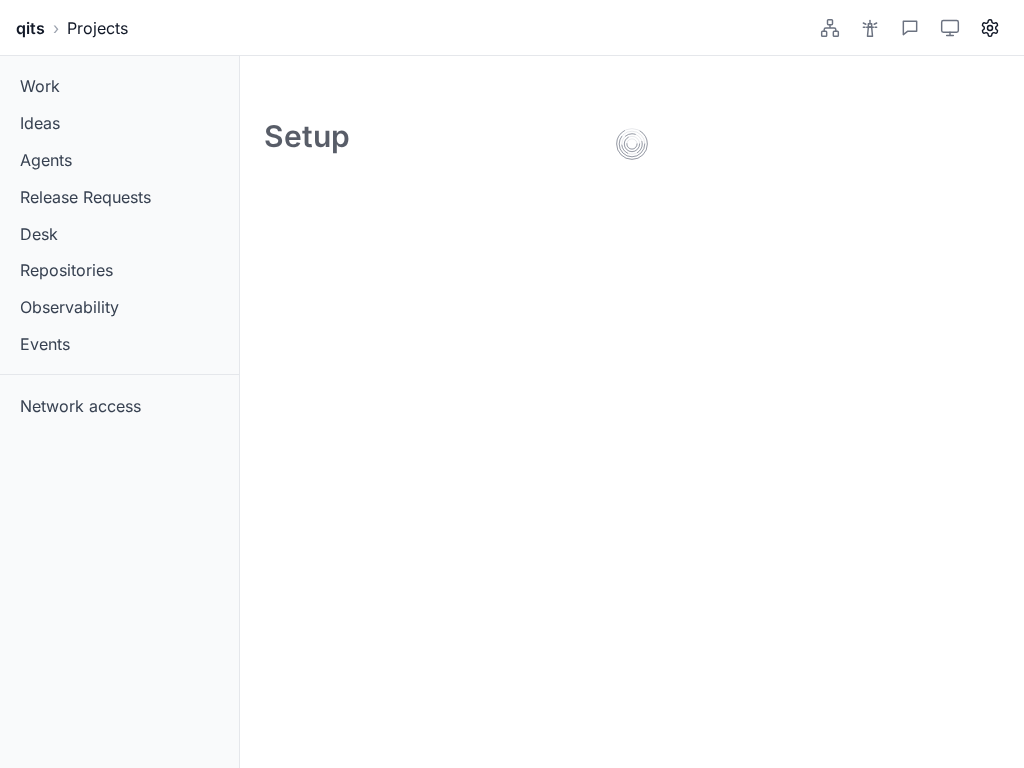 qits › Projects
Work
Ideas
Agents
Release Requests
Desk
Repositories
Observability
Events
Network access
Setup